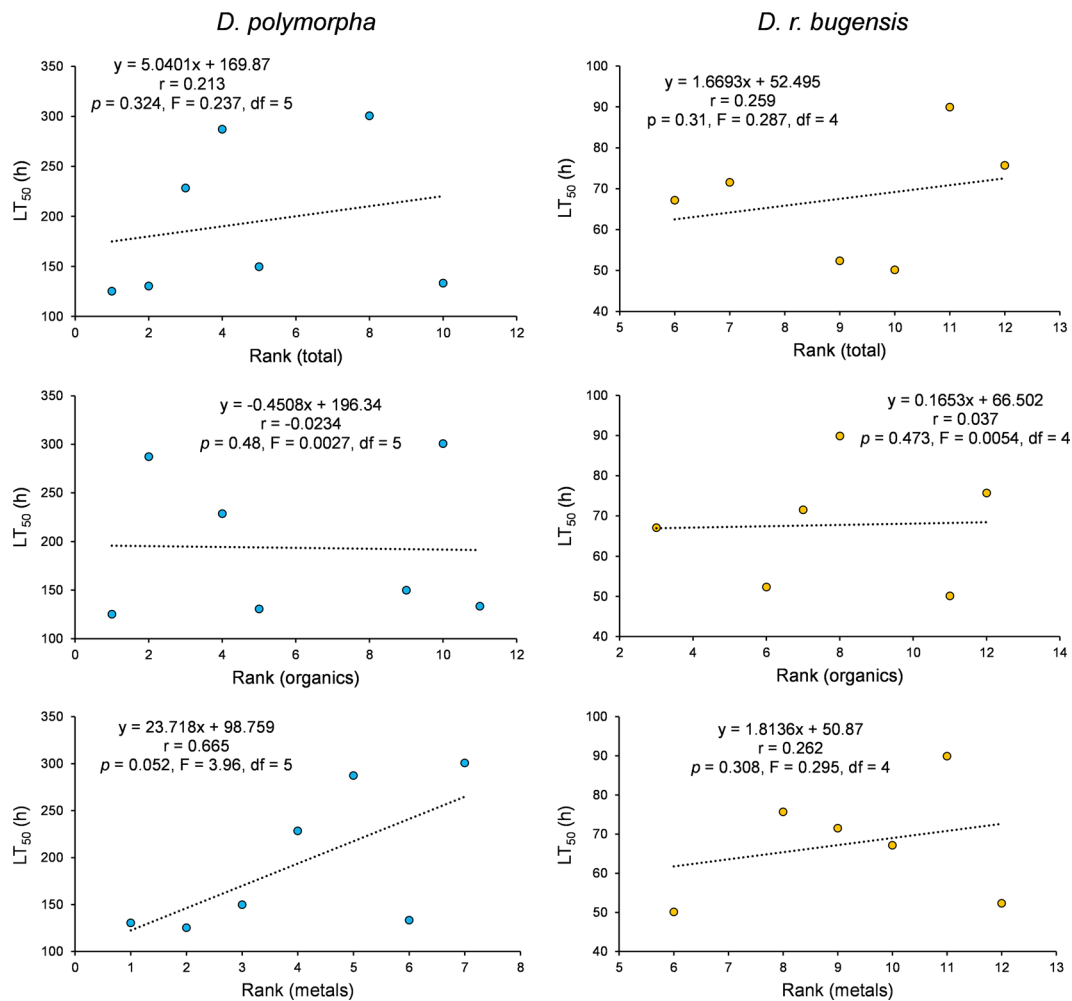 D. polymorpha
D. r. bugensis
y = 5.0401x + 169.87
r = 0.213
p = 0.324, F = 0.237, df = 5
LT50 (h)
350
300
250
200
150
100
0 2 4 6 8 10 12
Rank (total)
y = 1.6693x + 52.495
r = 0.259
p = 0.31, F = 0.287, df = 4
LT50 (h)
100
90
80
70
60
50
40
5 6 7 8 9 10 11 12 13
Rank (total)
y = -0.4508x + 196.34
r = -0.0234
p = 0.48, F = 0.0027, df = 5
LT50 (h)
350
300
250
200
150
100
0 2 4 6 8 10 12
Rank (organics)
y = 0.1653x + 66.502
r = 0.037
p = 0.473, F = 0.0054, df = 4
LT50 (h)
100
90
80
70
60
50
40
2 4 6 8 10 12 14
Rank (organics)
y = 23.718x + 98.759
r = 0.665
p = 0.052, F = 3.96, df = 5
LT50 (h)
350
300
250
200
150
100
0 1 2 3 4 5 6 7 8
Rank (metals)
y = 1.8136x + 50.87
r = 0.262
p = 0.308, F = 0.295, df = 4
LT50 (h)
100
90
80
70
60
50
40
5 6 7 8 9 10 11 12 13
Rank (metals)